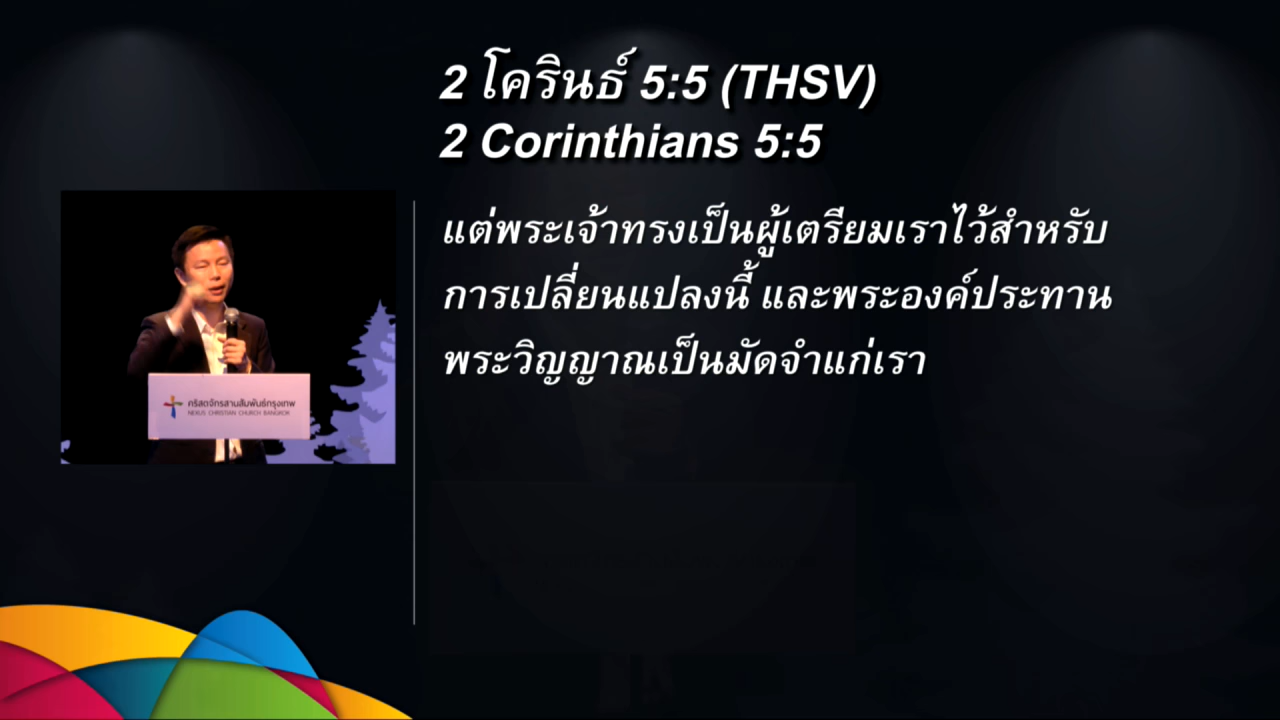 2 โครินธ์ 5:5 (THSV)
2 Corinthians 5:5
แต่พระเจ้าทรงเป็นผู้เตรียมเราไว้สำหรับ
การเปลี่ยนแปลงนี้ และพระองค์ประทาน
พระวิญญาณเป็นมัดจำแก่เรา
คริสตจักรสานสัมพันธ์กรุงเทพ
NEXUS CHRISTIAN CHURCH BANGKOK